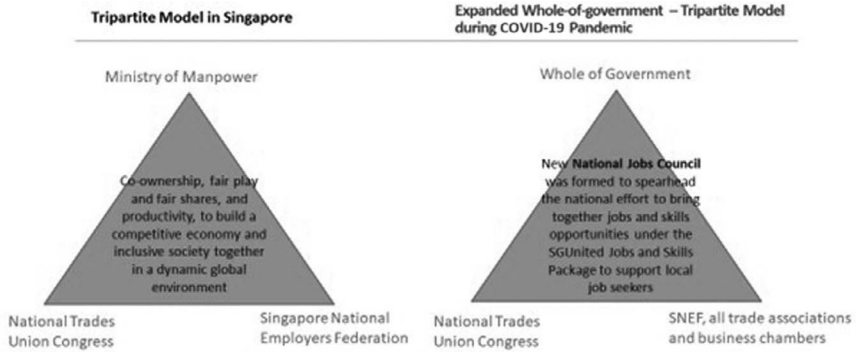 Tripartite Model in Singapore
Expanded Whole-of-government – Tripartite Model
during COVID-19 Pandemic
Ministry of Manpower
Co-ownership, fair play
and fair shares, and
productivity, to build a
competitive economy and
inclusive society together
in a dynamic global
environment
National Trades
Union Congress
Singapore National
Employers Federation
Whole of Government
New National Jobs Council
was formed to spearhead
the national effort to bring
together jobs and skills
opportunities under the
SGUnited Jobs and Skills
Package to support local
job seekers
National Trades
Union Congress
SNEF, all trade associations
and business chambers